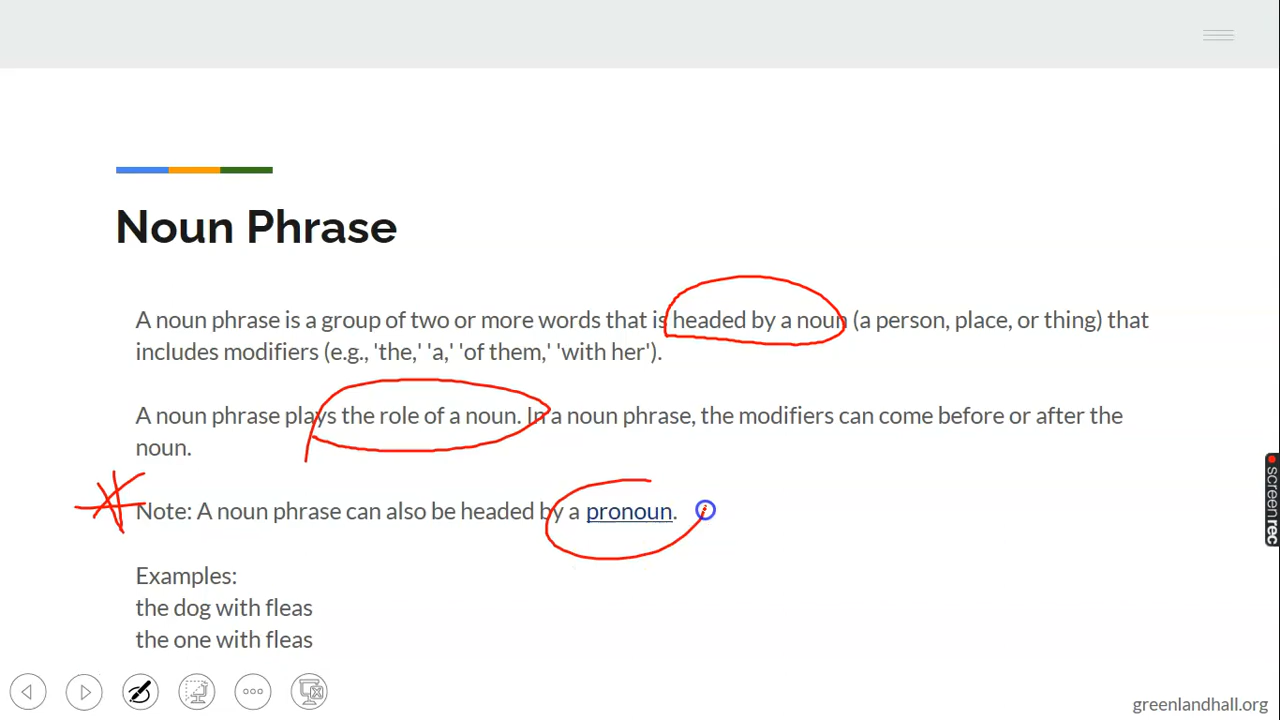 Noun Phrase
A noun phrase is a group of two or more words that is headed by a noun (a person, place, or thing) that
includes modifiers (e.g., 'the,' 'a,' 'of them,' 'with her').
A noun phrase plays the role of a noun. In a noun phrase, the modifiers can come before or after the
noun.
Note: A noun phrase can also be headed by a pronoun.
Examples:
the dog with fleas
the one with fleas
screenrec
greenlandhall.org